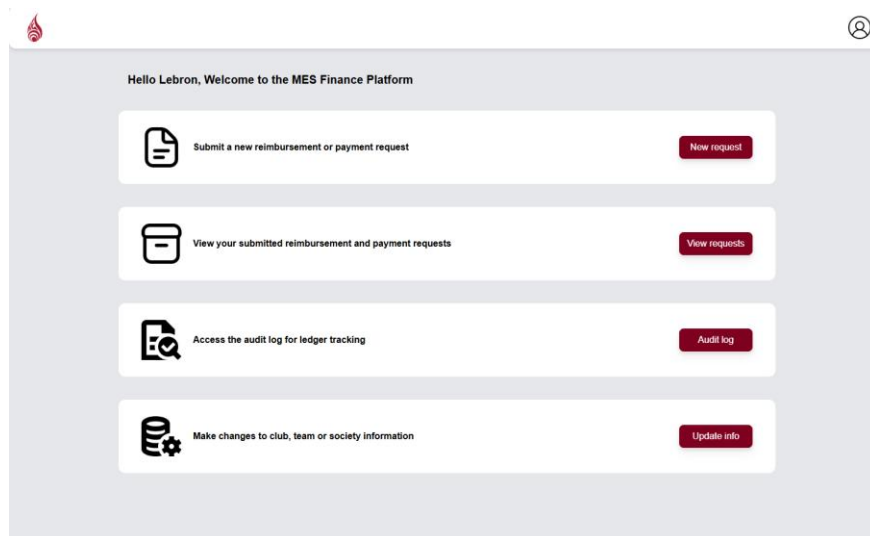 Hello Lebron, Welcome to the MES Finance Platform
Submit a new reimbursement or payment request
New request
View your submitted reimbursement and payment requests
View requests
Access the audit log for ledger tracking
Audit log
Make changes to club, team or society information
Update info